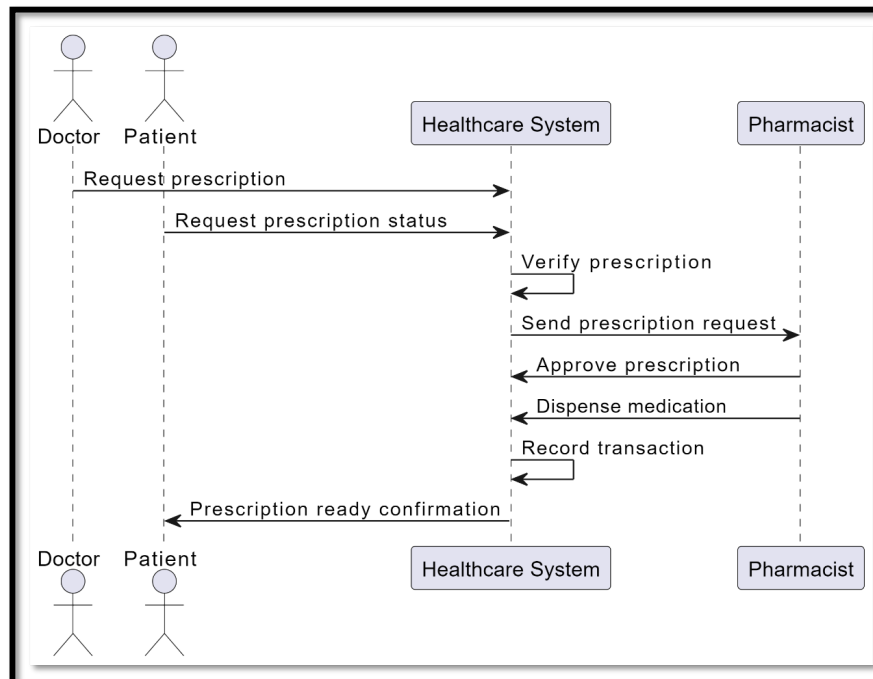 Healthcare System
Pharmacist
Doctor
Patient
Request prescription
Request prescription status
Verify prescription
Send prescription request
Approve prescription
Dispense medication
Record transaction
Prescription ready confirmation
Doctor
Patient
Healthcare System
Pharmacist